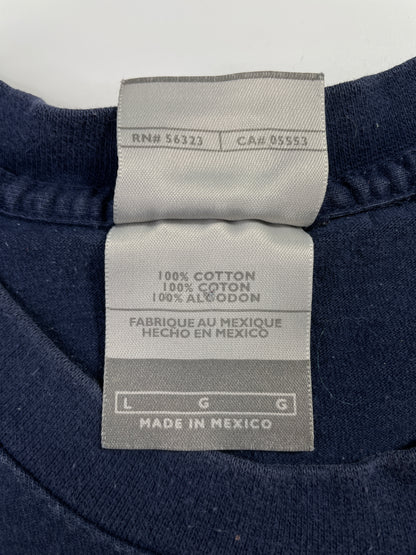 RN# 56323 CA# 05553
100% COTTON
100% COTON
100% ALGODON
FABRIQUE AU MEXIQUE
HECHO EN MEXICO
L G G
MADE IN MEXICO